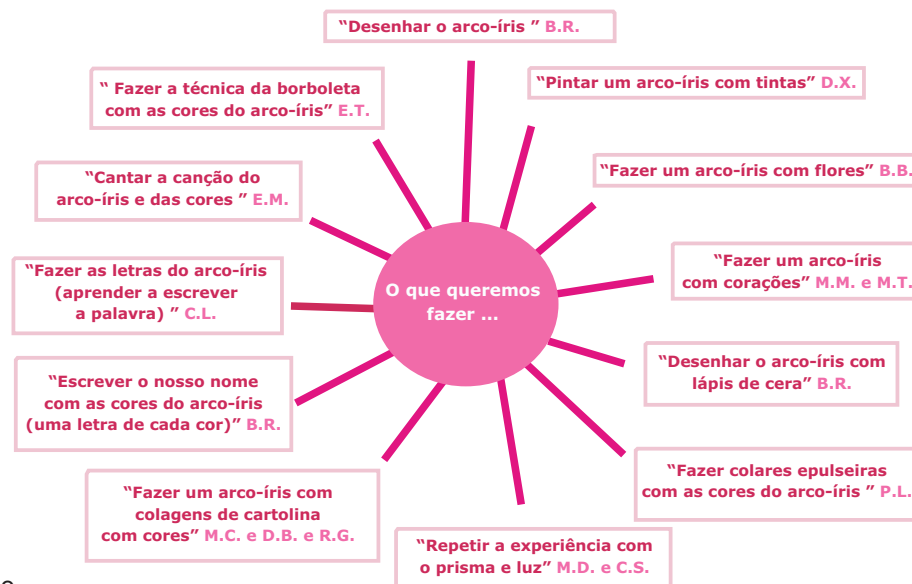 “Desenhar o arco-íris ” B.R.
“Pintar um arco-íris com tintas” D.X.
“Fazer um arco-íris com flores” B.B.
“Fazer um arco-íris
com corações” M.M. e M.T.
“Desenhar o arco-íris com
lápis de cera” B.R.
“Fazer colares epulseiras
com as cores do arco-íris ” P.L.
“Repetir a experiência com
o prisma e luz” M.D. e C.S.
“Fazer um arco-íris com
colagens de cartolina
com cores” M.C. e D.B. e R.G.
“Escrever o nosso nome
com as cores do arco-íris
(uma letra de cada cor)” B.R.
“Fazer as letras do arco-íris
(aprender a escrever
a palavra) ” C.L.
“Cantar a canção do
arco-íris e das cores ” E.M.
“ Fazer a técnica da borboleta
com as cores do arco-íris” E.T.
O que queremos
fazer ...